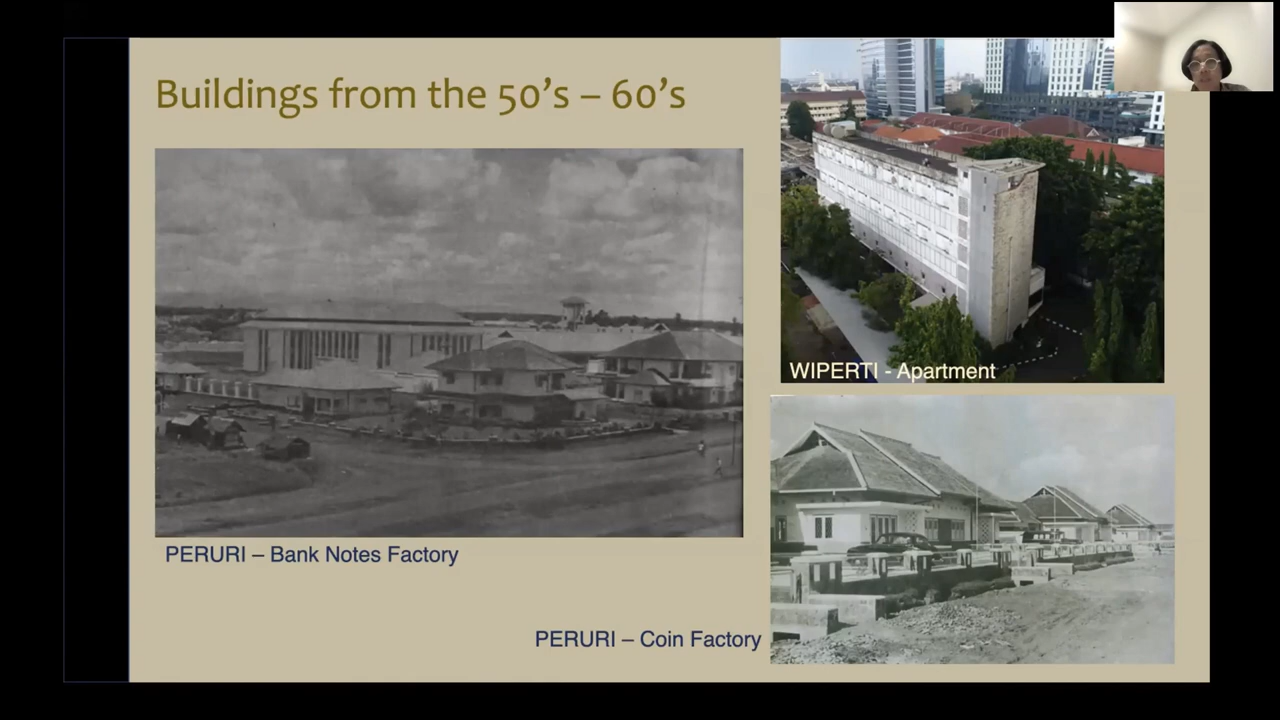 Buildings from the 50’s – 60’s
WIPERTI - Apartment
PERURI – Bank Notes Factory
PERURI – Coin Factory